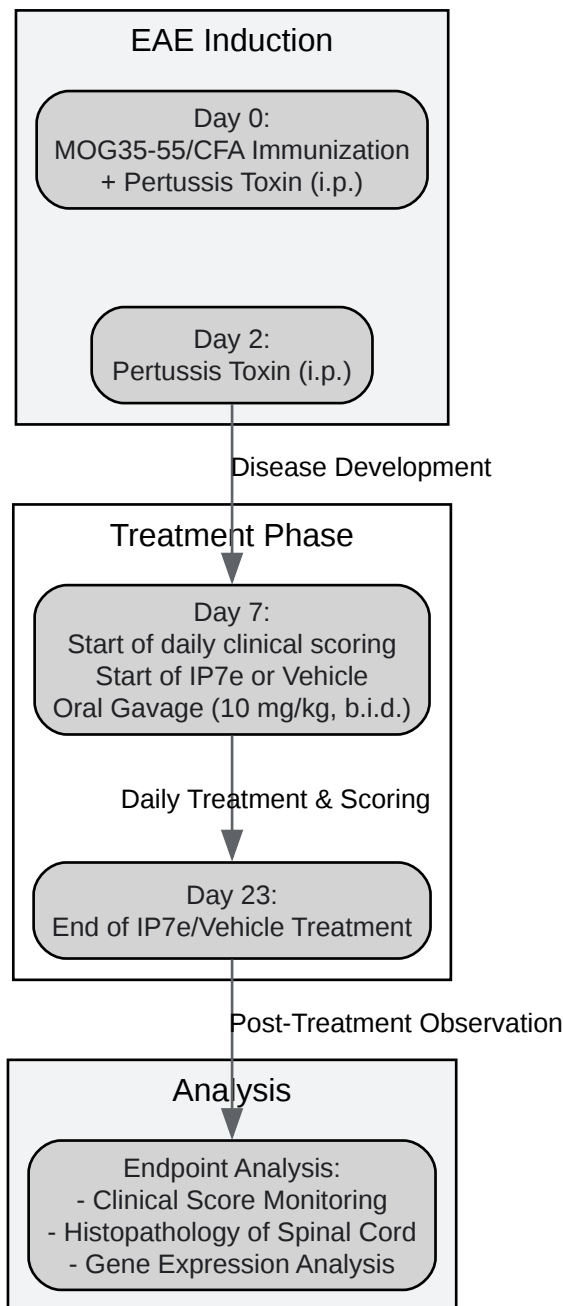 EAE Induction
Day 0:
MOG35-55/CFA Immunization
+ Pertussis Toxin (i.p.)
Day 2:
Pertussis Toxin (i.p.)
Disease Development
Treatment Phase
Day 7:
Start of daily clinical scoring
Start of IP7e or Vehicle
Oral Gavage (10 mg/kg, b.i.d.)
Daily Treatment & Scoring
Day 23:
End of IP7e/Vehicle Treatment
Post-Treatment Observation
Analysis
Endpoint Analysis:
- Clinical Score Monitoring
- Histopathology of Spinal Cord
- Gene Expression Analysis